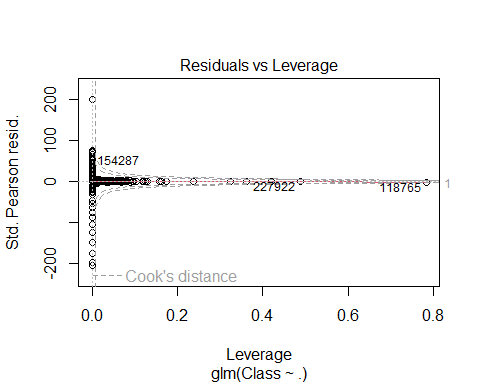 Residuals vs Leverage
Std. Pearson resid.
200
100
0
-200
154287
227922
118765
1
Cook's distance
0.0 0.2 0.4 0.6 0.8
Leverage
glm(Class ~ .)